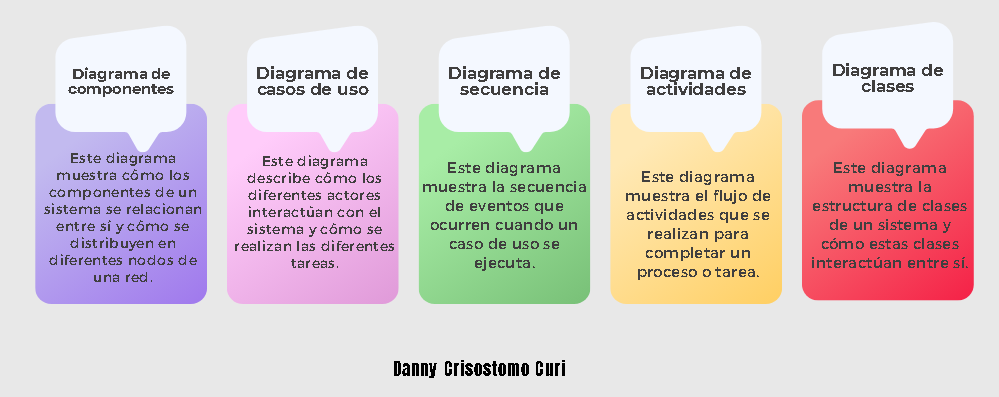 Diagrama de
componentes
Este diagrama
muestra cómo los
componentes de un
sistema se relacionan
entre sí y cómo se
distribuyen en
diferentes nodos de
una red.
Diagrama de
casos de uso
Este diagrama
describe cómo los
diferentes actores
interactúan con el
sistema y cómo se
realizan las diferentes
tareas.
Diagrama de
secuencia
Este diagrama
muestra la secuencia
de eventos que
ocurren cuando un
caso de uso se
ejecuta.
Diagrama de
actividades
Este diagrama
muestra el flujo de
actividades que se
realizan para
completar un
proceso o tarea.
Diagrama de
clases
Este diagrama
muestra la
estructura de clases
de un sistema y
cómo estas clases
interactúan entre sí.
Danny Crisostomo Curi